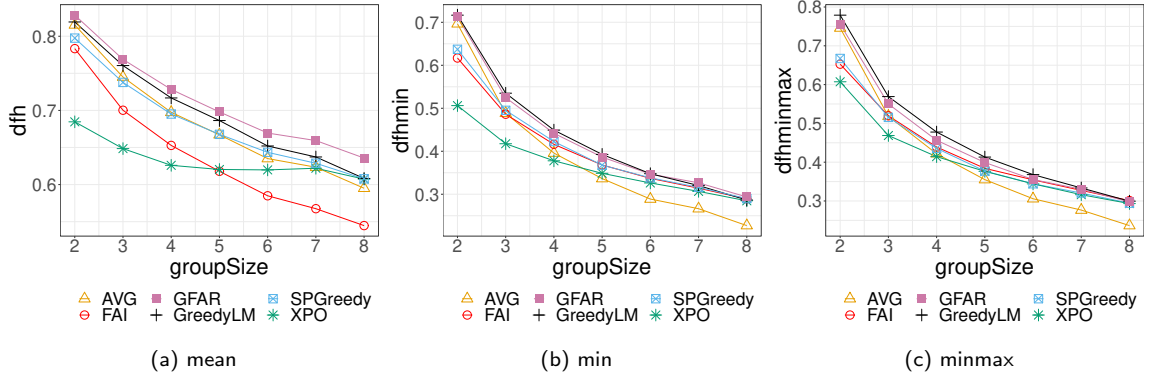 dfh
0.8
0.7
0.6
2 3 4 5 6 7 8
groupSize
AVG GFAR SPGreedy
FAI GreedyLM XPO
(a) mean
dfhmin
0.7
0.6
0.5
0.4
0.3
2 3 4 5 6 7 8
groupSize
AVG GFAR SPGreedy
FAI GreedyLM XPO
(b) min
dfhminmax
0.8
0.7
0.6
0.5
0.4
0.3
2 3 4 5 6 7 8
groupSize
AVG GFAR SPGreedy
FAI GreedyLM XPO
(c) minmax